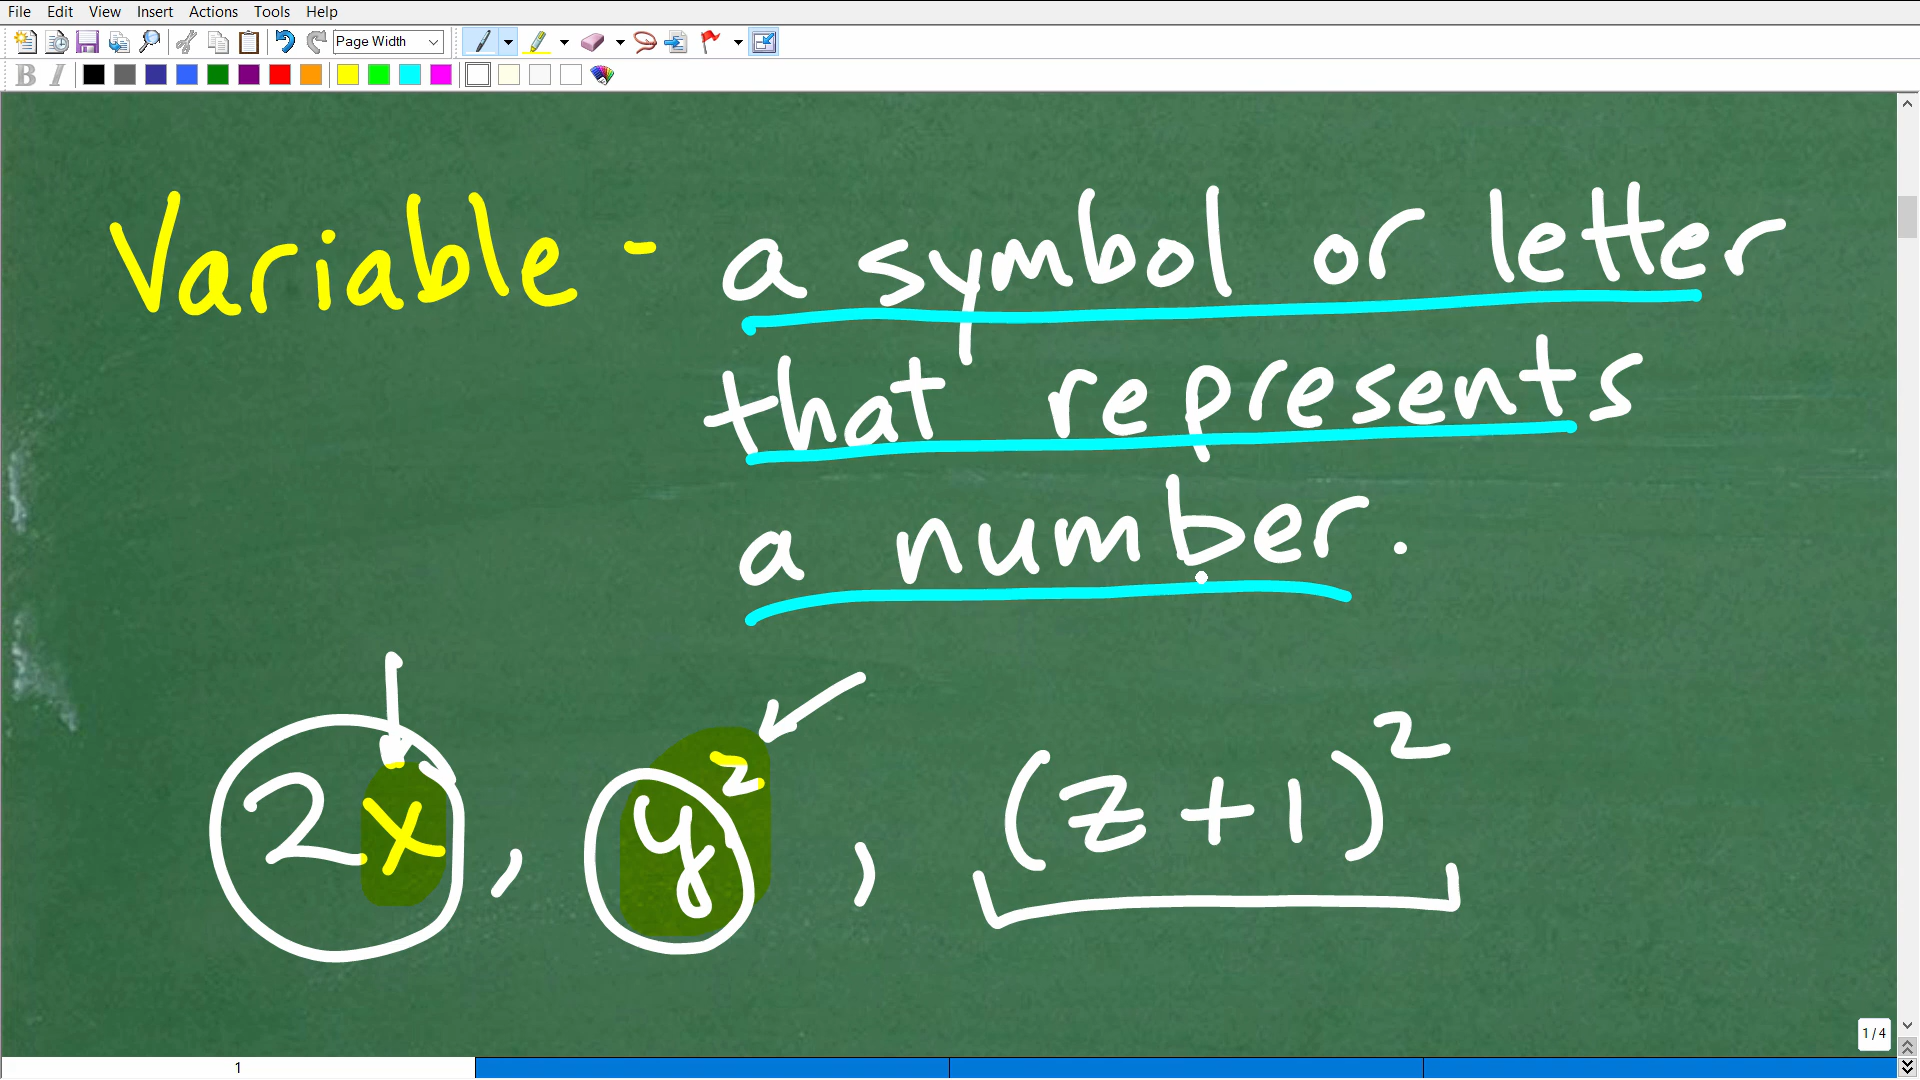 File Edit View Insert Actions Tools Help
Page Width
B I
Variable - a symbol or letter
that represents
a number.
2x, y², (z+1)²
1 / 4
1